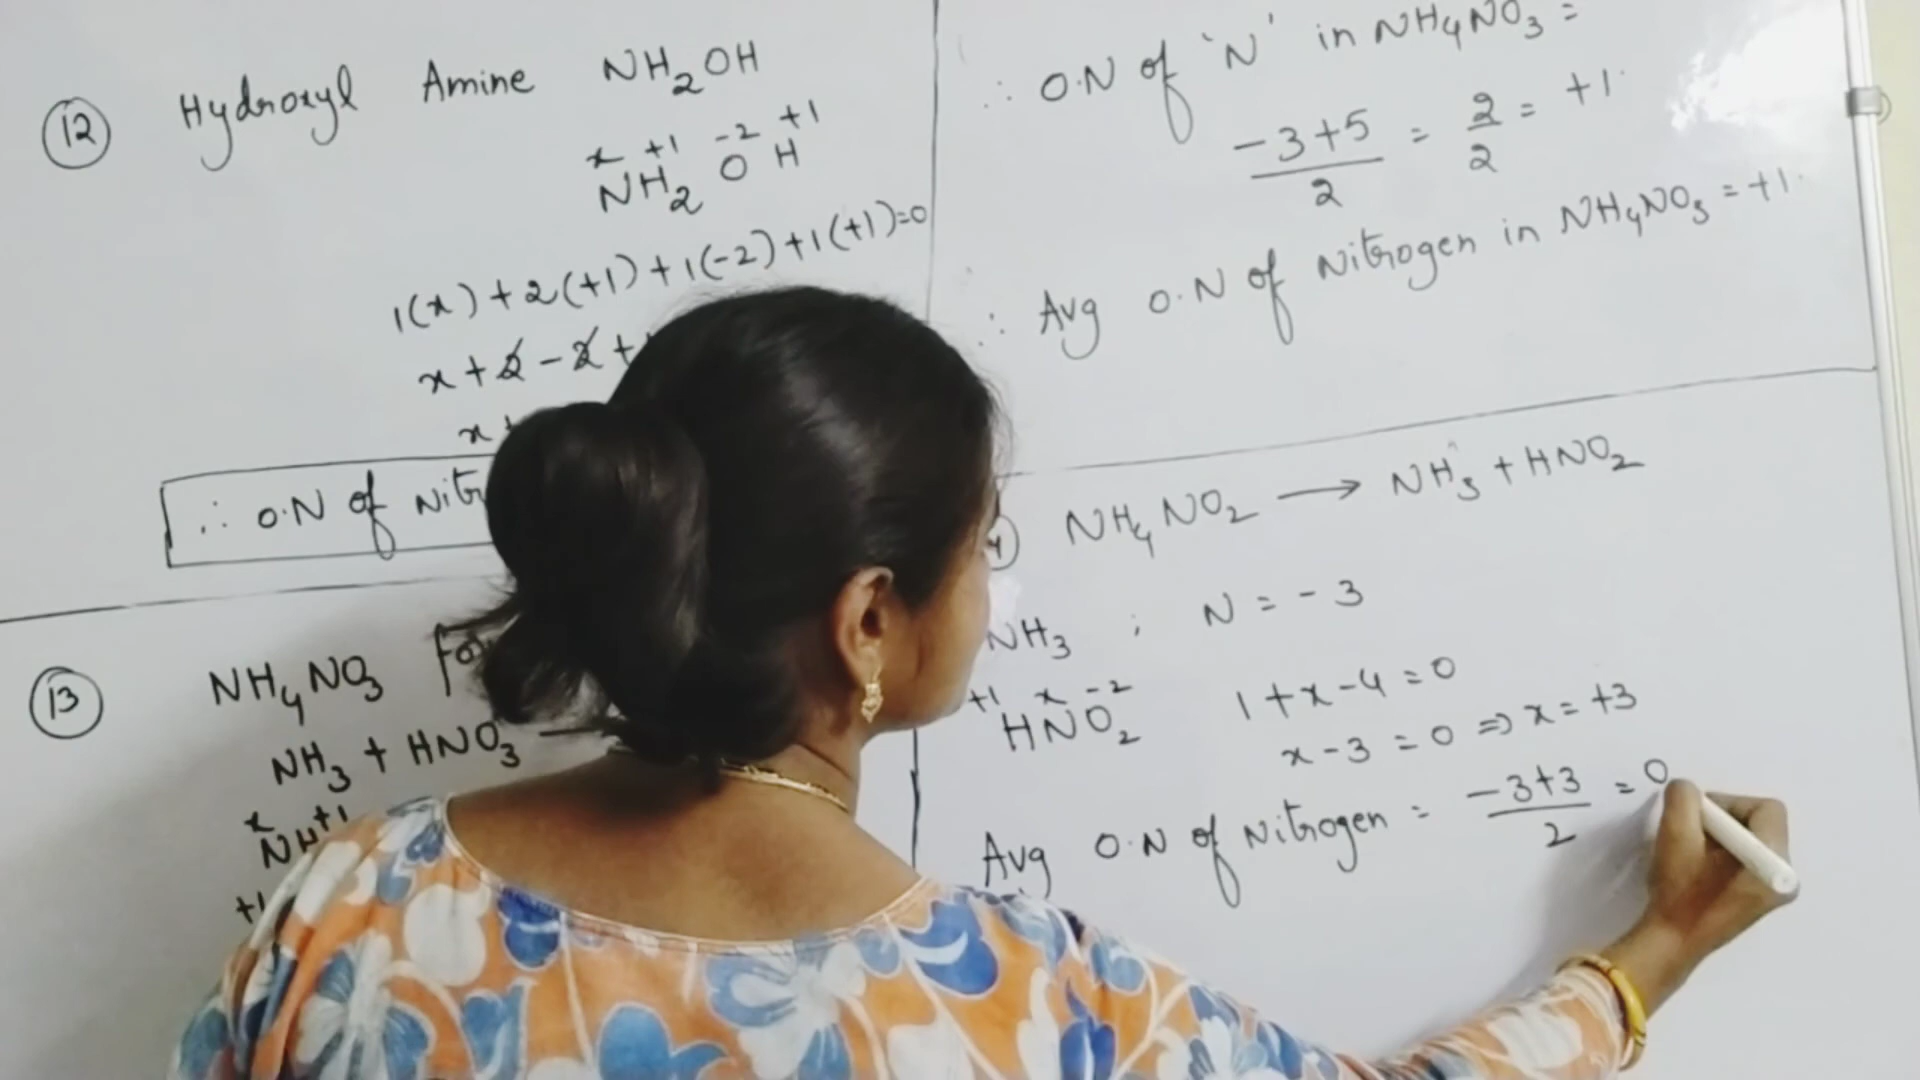 12 Hydroxyl Amine NH2OH
x +1 -2 +1
NH2 O H
1(x)+2(+1)+1(-2)+1(+1)=0
x+2-2+
x+
∴ O.N of Nitr
13 NH4NO3
NH3 + HNO3
x +1
NH
+1
∴ O.N of 'N' in NH4NO3 =
-3+5/2 = 2/2 = +1.
∴ Avg O.N of Nitrogen in NH4NO3 = +1.
NH4NO2 → NH3 + HNO2
NH3 ; N = -3
+1 x -2
HNO2 1+x-4=0
x-3=0 ⇒ x=+3
Avg O.N of Nitrogen = -3+3/2 = 0